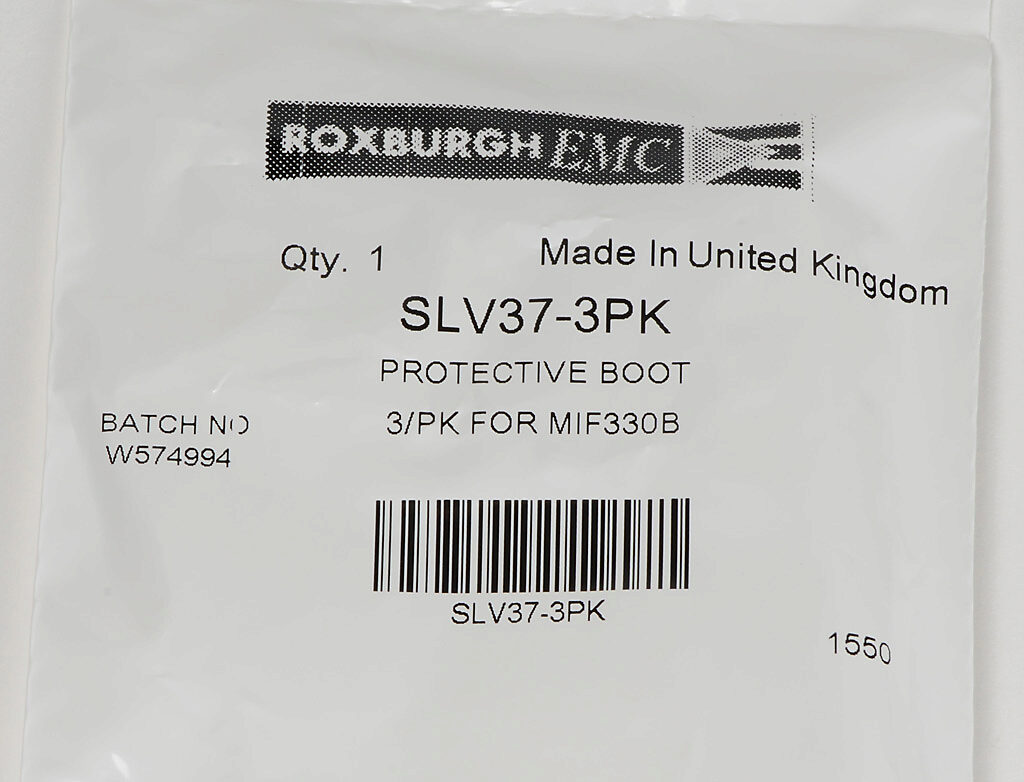 ROXBURGH EMC
Qty. 1 Made In United Kingdom
SLV37-3PK
PROTECTIVE BOOT
BATCH NO 3/PK FOR MIF330B
W574994
SLV37-3PK
1550